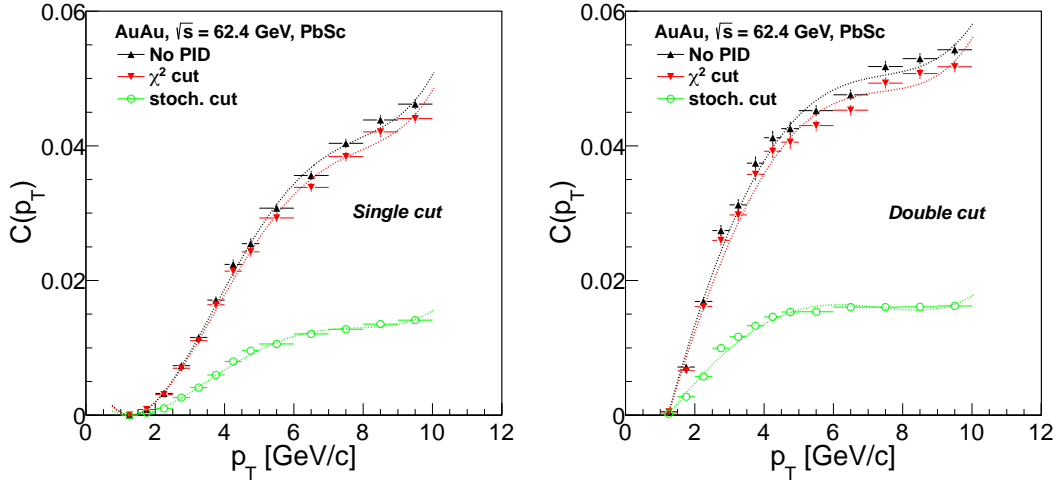 AuAu, √s = 62.4 GeV, PbSc
No PID
χ² cut
stoch. cut
Single cut
C(p_T)
0.06
0.04
0.02
0
0 2 4 6 8 10 12
p_T [GeV/c]
AuAu, √s = 62.4 GeV, PbSc
No PID
χ² cut
stoch. cut
Double cut
C(p_T)
0.06
0.04
0.02
0
0 2 4 6 8 10 12
p_T [GeV/c]